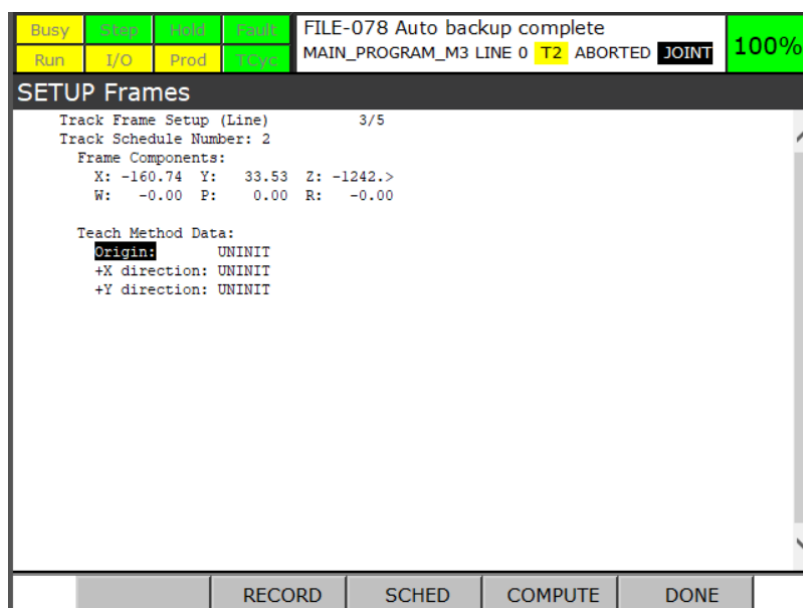 Busy Step Hold Fault FILE-078 Auto backup complete
Run I/O Prod TCyc MAIN_PROGRAM_M3 LINE 0 T2 ABORTED JOINT 100%
SETUP Frames
Track Frame Setup (Line) 3/5
Track Schedule Number: 2
Frame Components:
X: -160.74 Y: 33.53 Z: -1242.>
W: -0.00 P: 0.00 R: -0.00
Teach Method Data:
Origin: UNINIT
+X direction: UNINIT
+Y direction: UNINIT
RECORD SCHED COMPUTE DONE